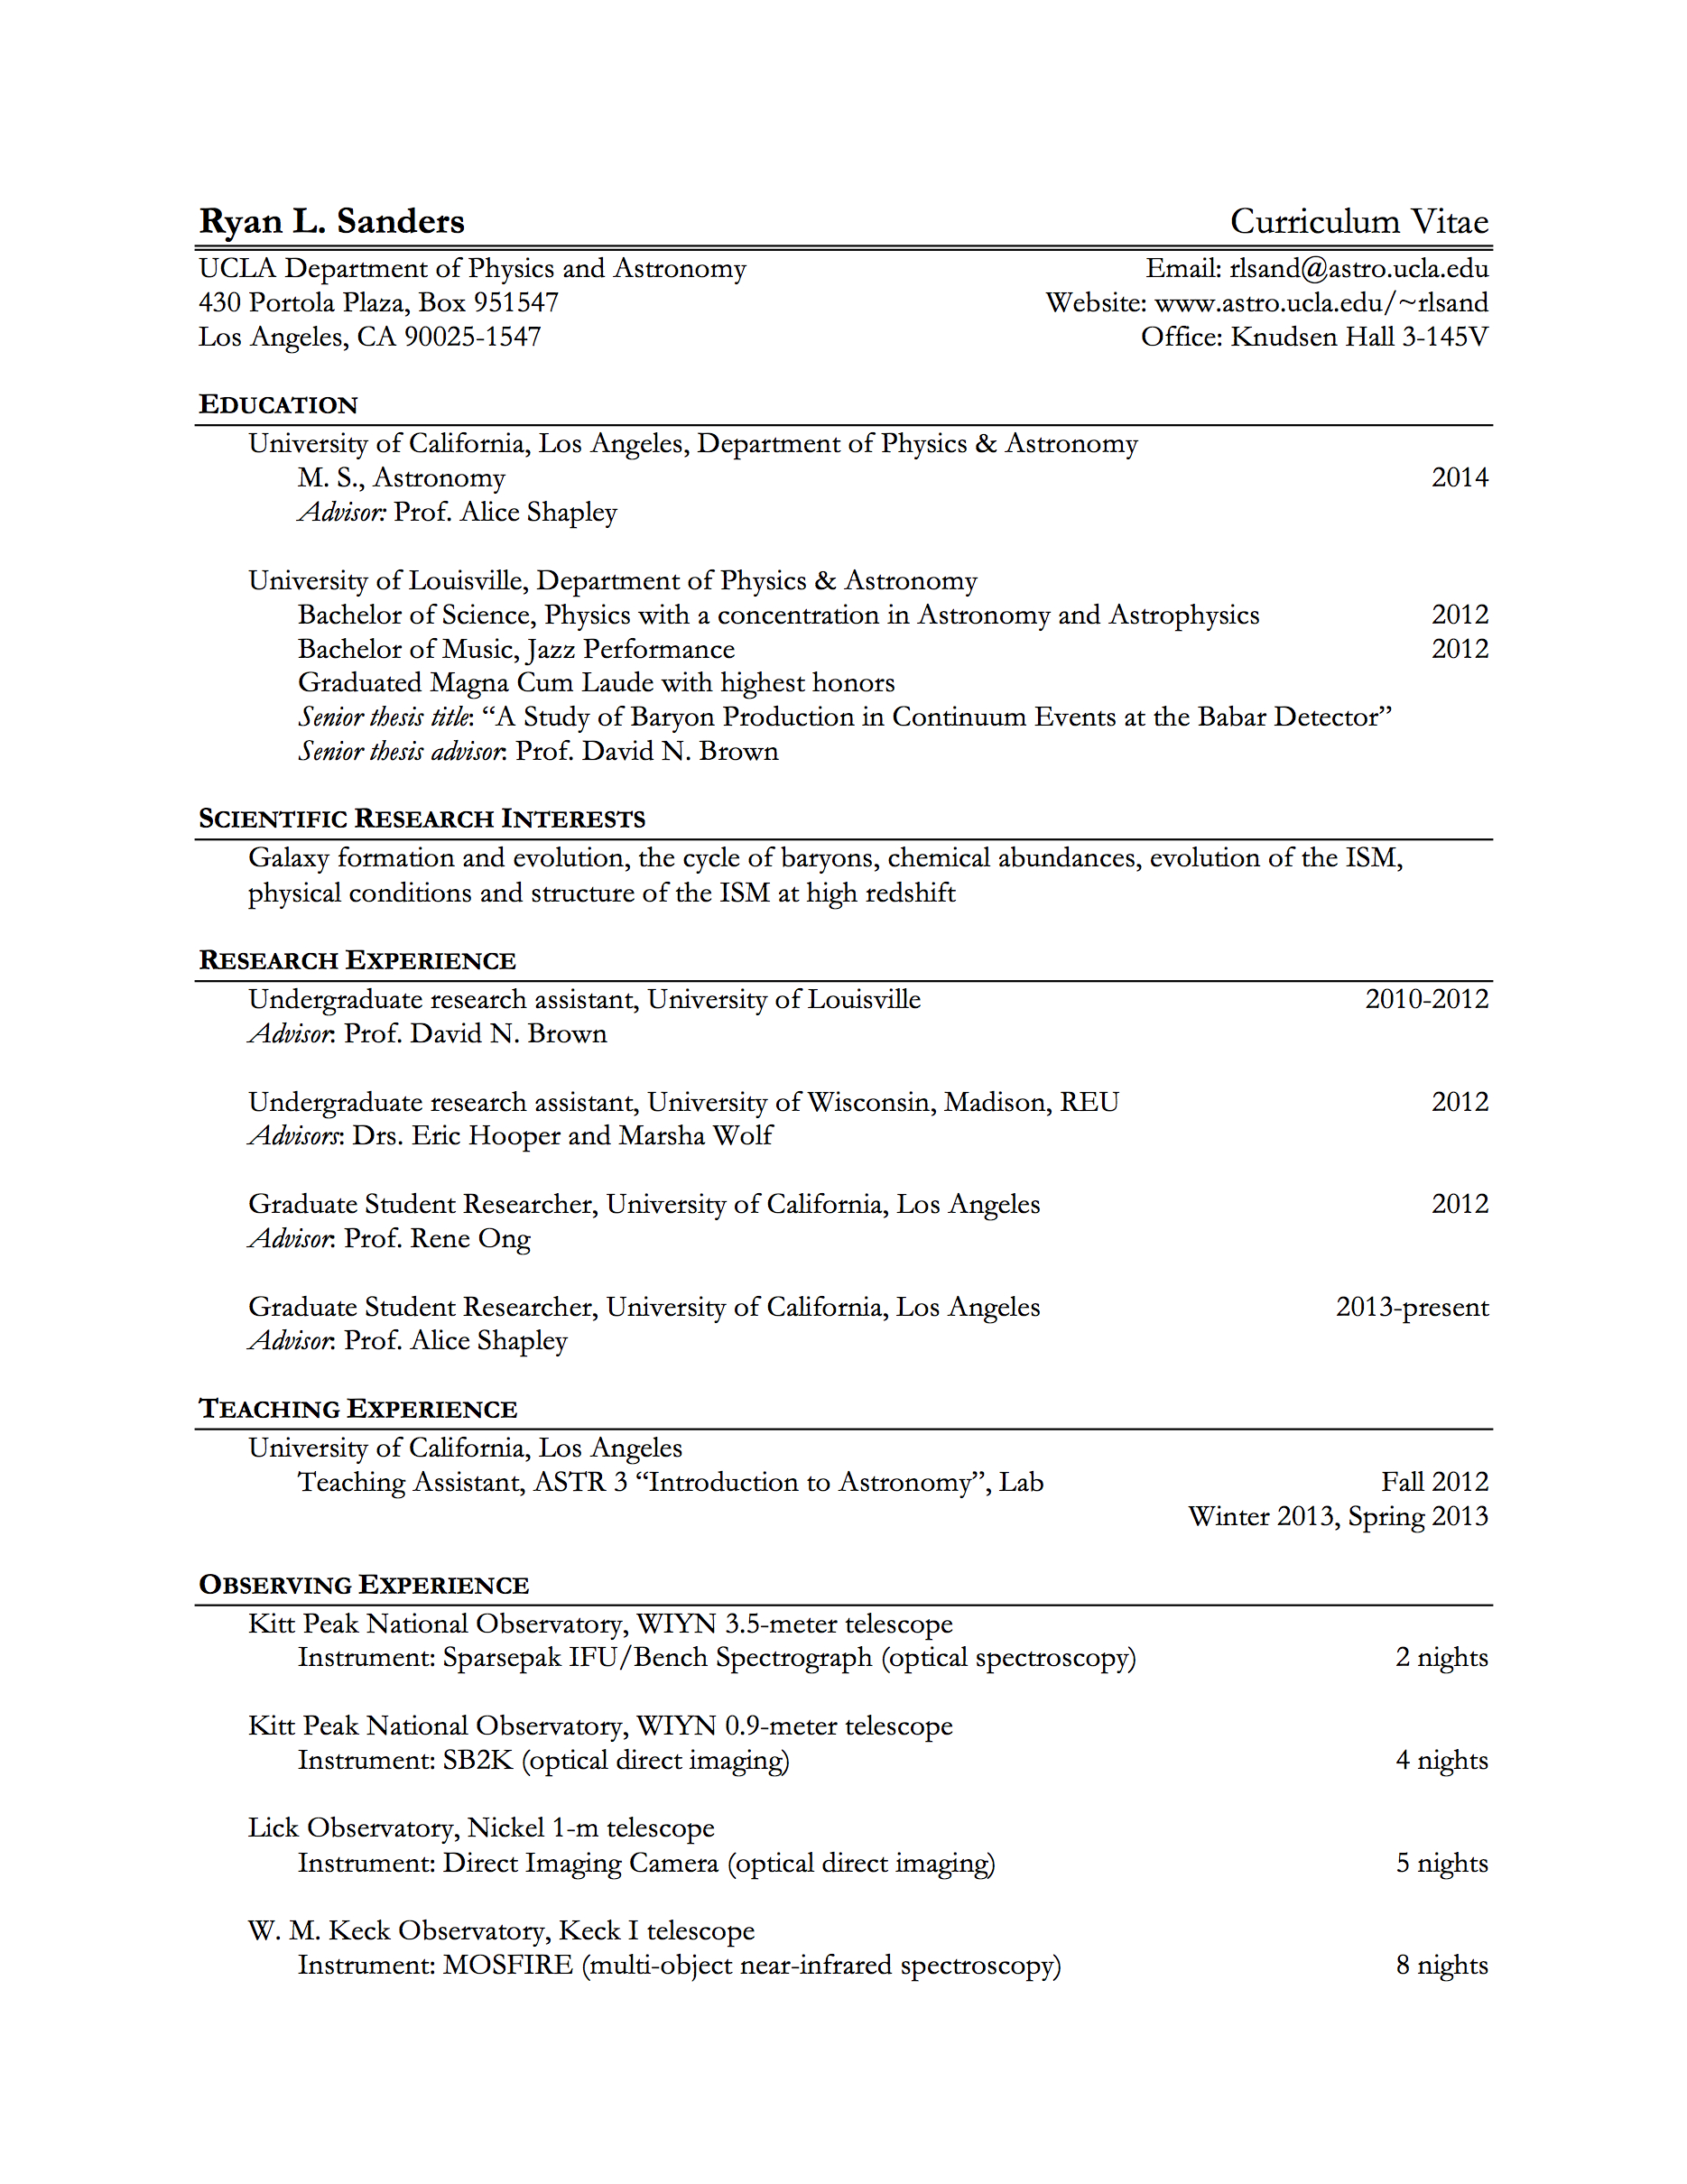 Ryan L. Sanders Curriculum Vitae
UCLA Department of Physics and Astronomy Email: rlsand@astro.ucla.edu
430 Portola Plaza, Box 951547 Website: www.astro.ucla.edu/~rlsand
Los Angeles, CA 90025-1547 Office: Knudsen Hall 3-145V
EDUCATION
University of California, Los Angeles, Department of Physics & Astronomy
M. S., Astronomy 2014
Advisor: Prof. Alice Shapley
University of Louisville, Department of Physics & Astronomy
Bachelor of Science, Physics with a concentration in Astronomy and Astrophysics 2012
Bachelor of Music, Jazz Performance 2012
Graduated Magna Cum Laude with highest honors
Senior thesis title: “A Study of Baryon Production in Continuum Events at the Babar Detector”
Senior thesis advisor: Prof. David N. Brown
SCIENTIFIC RESEARCH INTERESTS
Galaxy formation and evolution, the cycle of baryons, chemical abundances, evolution of the ISM,
physical conditions and structure of the ISM at high redshift
RESEARCH EXPERIENCE
Undergraduate research assistant, University of Louisville 2010-2012
Advisor: Prof. David N. Brown
Undergraduate research assistant, University of Wisconsin, Madison, REU 2012
Advisors: Drs. Eric Hooper and Marsha Wolf
Graduate Student Researcher, University of California, Los Angeles 2012
Advisor: Prof. Rene Ong
Graduate Student Researcher, University of California, Los Angeles 2013-present
Advisor: Prof. Alice Shapley
TEACHING EXPERIENCE
University of California, Los Angeles
Teaching Assistant, ASTR 3 “Introduction to Astronomy”, Lab Fall 2012
Winter 2013, Spring 2013
OBSERVING EXPERIENCE
Kitt Peak National Observatory, WIYN 3.5-meter telescope
Instrument: Sparsepak IFU/Bench Spectrograph (optical spectroscopy) 2 nights
Kitt Peak National Observatory, WIYN 0.9-meter telescope
Instrument: SB2K (optical direct imaging) 4 nights
Lick Observatory, Nickel 1-m telescope
Instrument: Direct Imaging Camera (optical direct imaging) 5 nights
W. M. Keck Observatory, Keck I telescope
Instrument: MOSFIRE (multi-object near-infrared spectroscopy) 8 nights